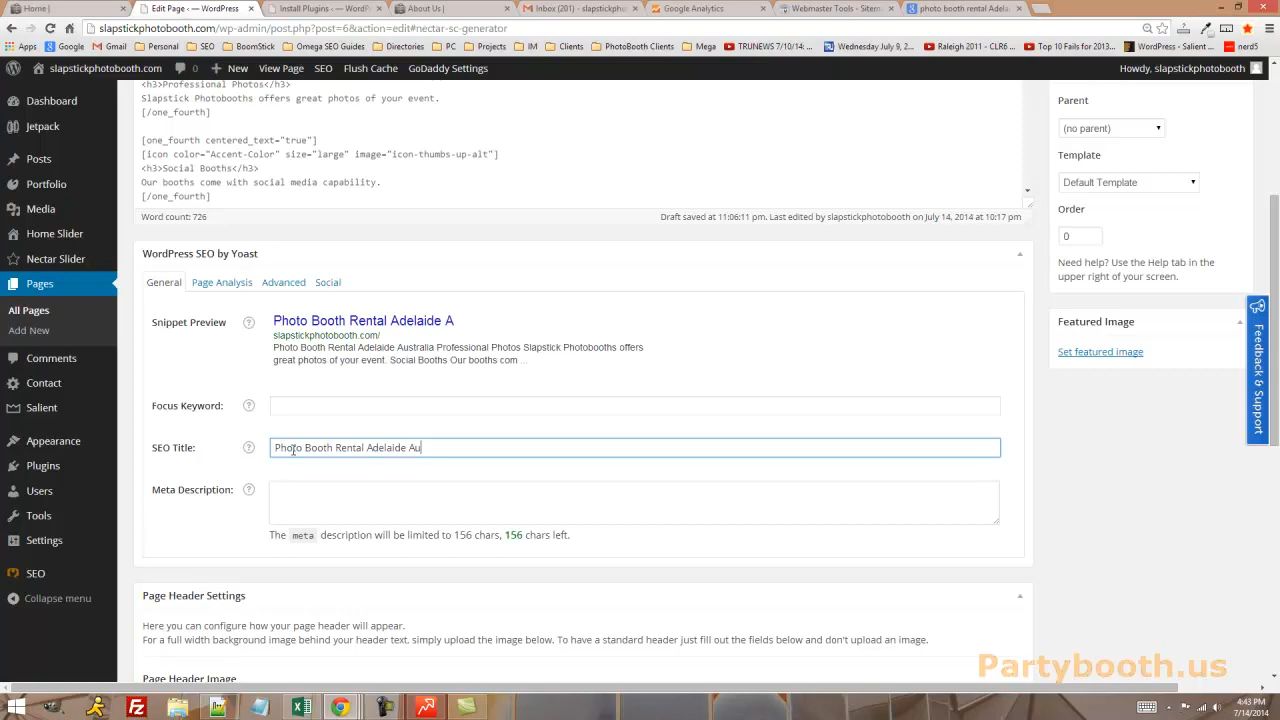 Home |
Edit Page — WordPress
Install Plugins — WordPr
About Us |
Inbox (201) - slapstickphot
Google Analytics
Webmaster Tools - Sitem
photo booth rental Adelai
slapstickphotobooth.com/wp-admin/post.php?post=6&action=edit#nectar-sc-generator
Apps Google Gmail Personal SEO BoomStick Omega SEO Guides Directories PC Projects IM Clients PhotoBooth Clients Mega TRUNEWS 7/10/14:... Wednesday July 9, 2... Raleigh 2011 - CLR6... Top 10 Fails for 2013... WordPress - Salient ... nerd5
slapstickphotobooth.com 0 New View Page SEO Flush Cache GoDaddy Settings Howdy, slapstickphotobooth
Dashboard
Jetpack
Posts
Portfolio
Media
Home Slider
Nectar Slider
Pages
All Pages
Add New
Comments
Contact
Salient
Appearance
Plugins
Users
Tools
Settings
SEO
Collapse menu
<h3>Professional Photos</h3>
Slapstick Photobooths offers great photos of your event.
[/one_fourth]
[one_fourth centered_text="true"]
[icon color="Accent-Color" size="large" image="icon-thumbs-up-alt"]
<h3>Social Booths</h3>
Our booths come with social media capability.
[/one_fourth]
Word count: 726
Draft saved at 11:06:11 pm. Last edited by slapstickphotobooth on July 14, 2014 at 10:17 pm
WordPress SEO by Yoast
General Page Analysis Advanced Social
Snippet Preview ?
Photo Booth Rental Adelaide A
slapstickphotobooth.com/
Photo Booth Rental Adelaide Australia Professional Photos Slapstick Photobooths offers
great photos of your event. Social Booths Our booths com ...
Focus Keyword: ?
SEO Title: ? Photo Booth Rental Adelaide Au
Meta Description: ?
The meta description will be limited to 156 chars, 156 chars left.
Page Header Settings
Here you can configure how your page header will appear.
For a full width background image behind your header text, simply upload the image below. To have a standard header just fill out the fields below and don't upload an image.
Page Header Image
Parent
(no parent)
Template
Default Template
Order
0
Need help? Use the Help tab in the
upper right of your screen.
Featured Image
Set featured image
Feedback & Support
Partybooth.us
4:43 PM
7/14/2014